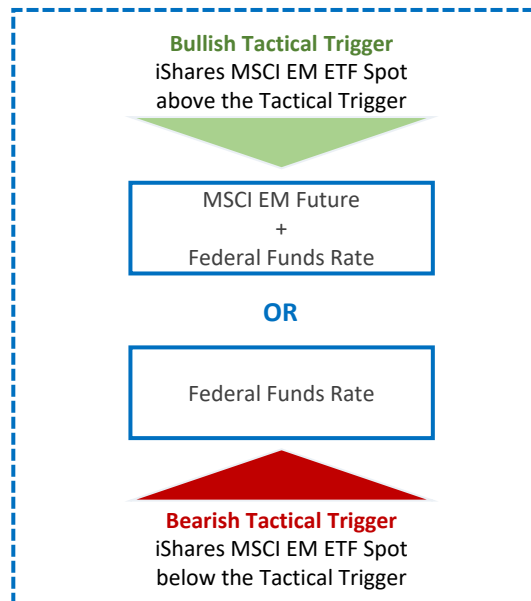 Bullish Tactical Trigger
iShares MSCI EM ETF Spot
above the Tactical Trigger
MSCI EM Future
+
Federal Funds Rate
OR
Federal Funds Rate
Bearish Tactical Trigger
iShares MSCI EM ETF Spot
below the Tactical Trigger